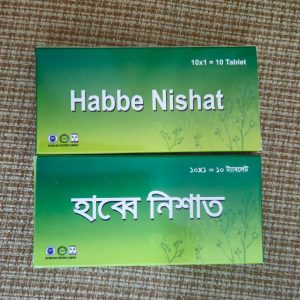 10x1 = 10 Tablet
Habbe Nishat
১০x১ = ১০ ট্যাবলেট
হাব্বে নিশাত